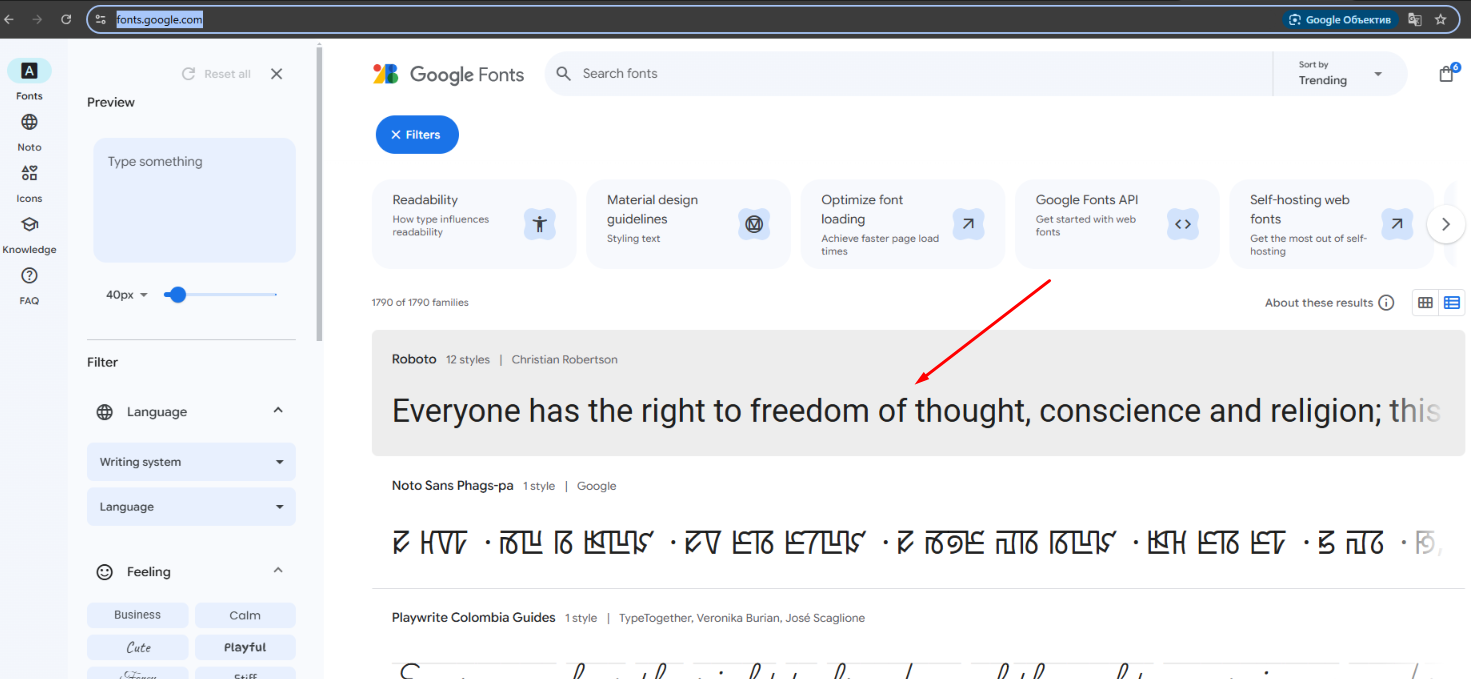 fonts.google.com
Google Объектив
A
Fonts
Noto
Icons
Knowledge
FAQ
Reset all
Preview
Type something
40px
Filter
Language
Writing system
Language
Feeling
Business
Calm
Cute
Playful
Fancy
Stiff
Google Fonts
Search fonts
Sort by
Trending
6
Filters
Readability
How type influences
readability
Material design
guidelines
Styling text
Optimize font
loading
Achieve faster page load
times
Google Fonts API
Get started with web
fonts
Self-hosting web
fonts
Get the most out of self-
hosting
1790 of 1790 families
About these results
Roboto 12 styles | Christian Robertson
Everyone has the right to freedom of thought, conscience and religion; this
Noto Sans Phags-pa 1 style | Google
Playwrite Colombia Guides 1 style | TypeTogether, Veronika Burian, José Scaglione